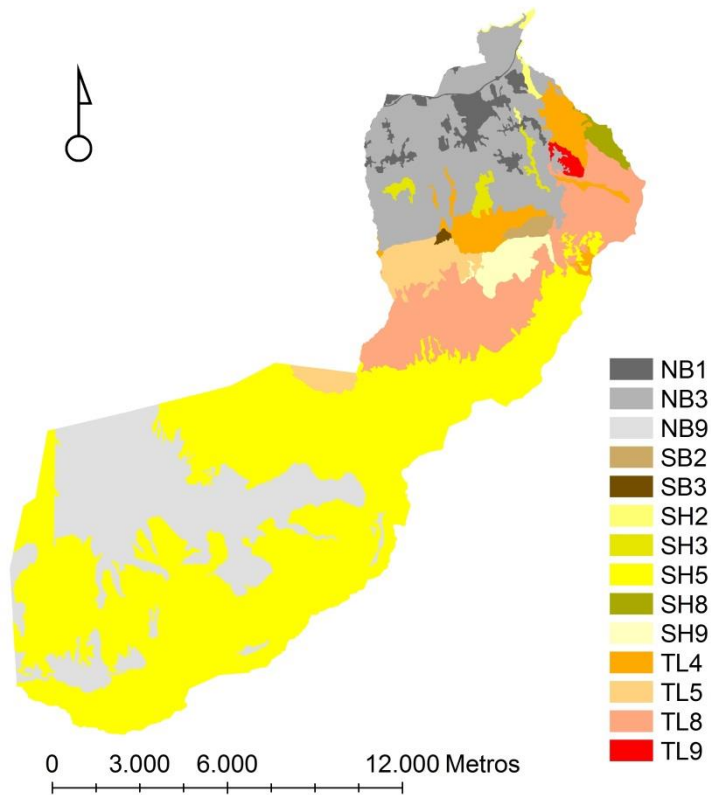 NB1
NB3
NB9
SB2
SB3
SH2
SH3
SH5
SH8
SH9
TL4
TL5
TL8
TL9
0 3.000 6.000 12.000 Metros